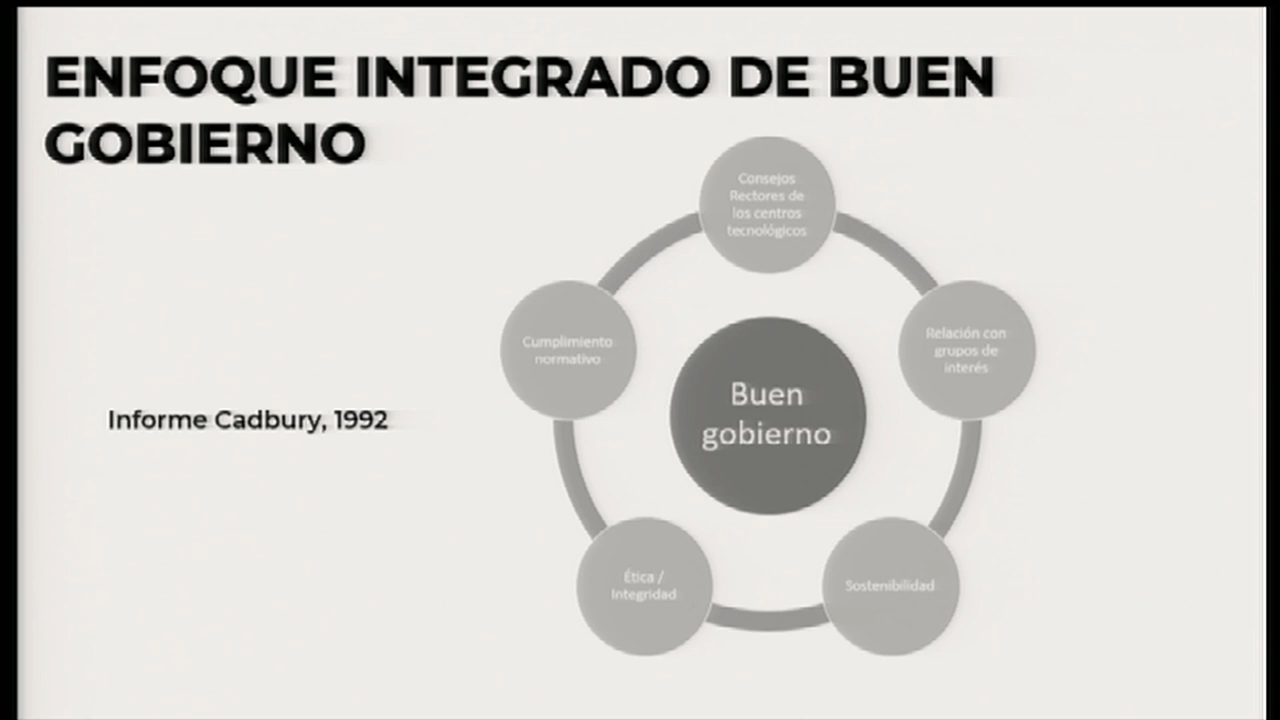 ENFOQUE INTEGRADO DE BUEN
GOBIERNO
Consejos
Rectores de
los centros
tecnológicos
Cumplimiento
normativo
Relación con
grupos de
interés
Buen
gobierno
Informe Cadbury, 1992
Ética /
Integridad
Sostenibilidad